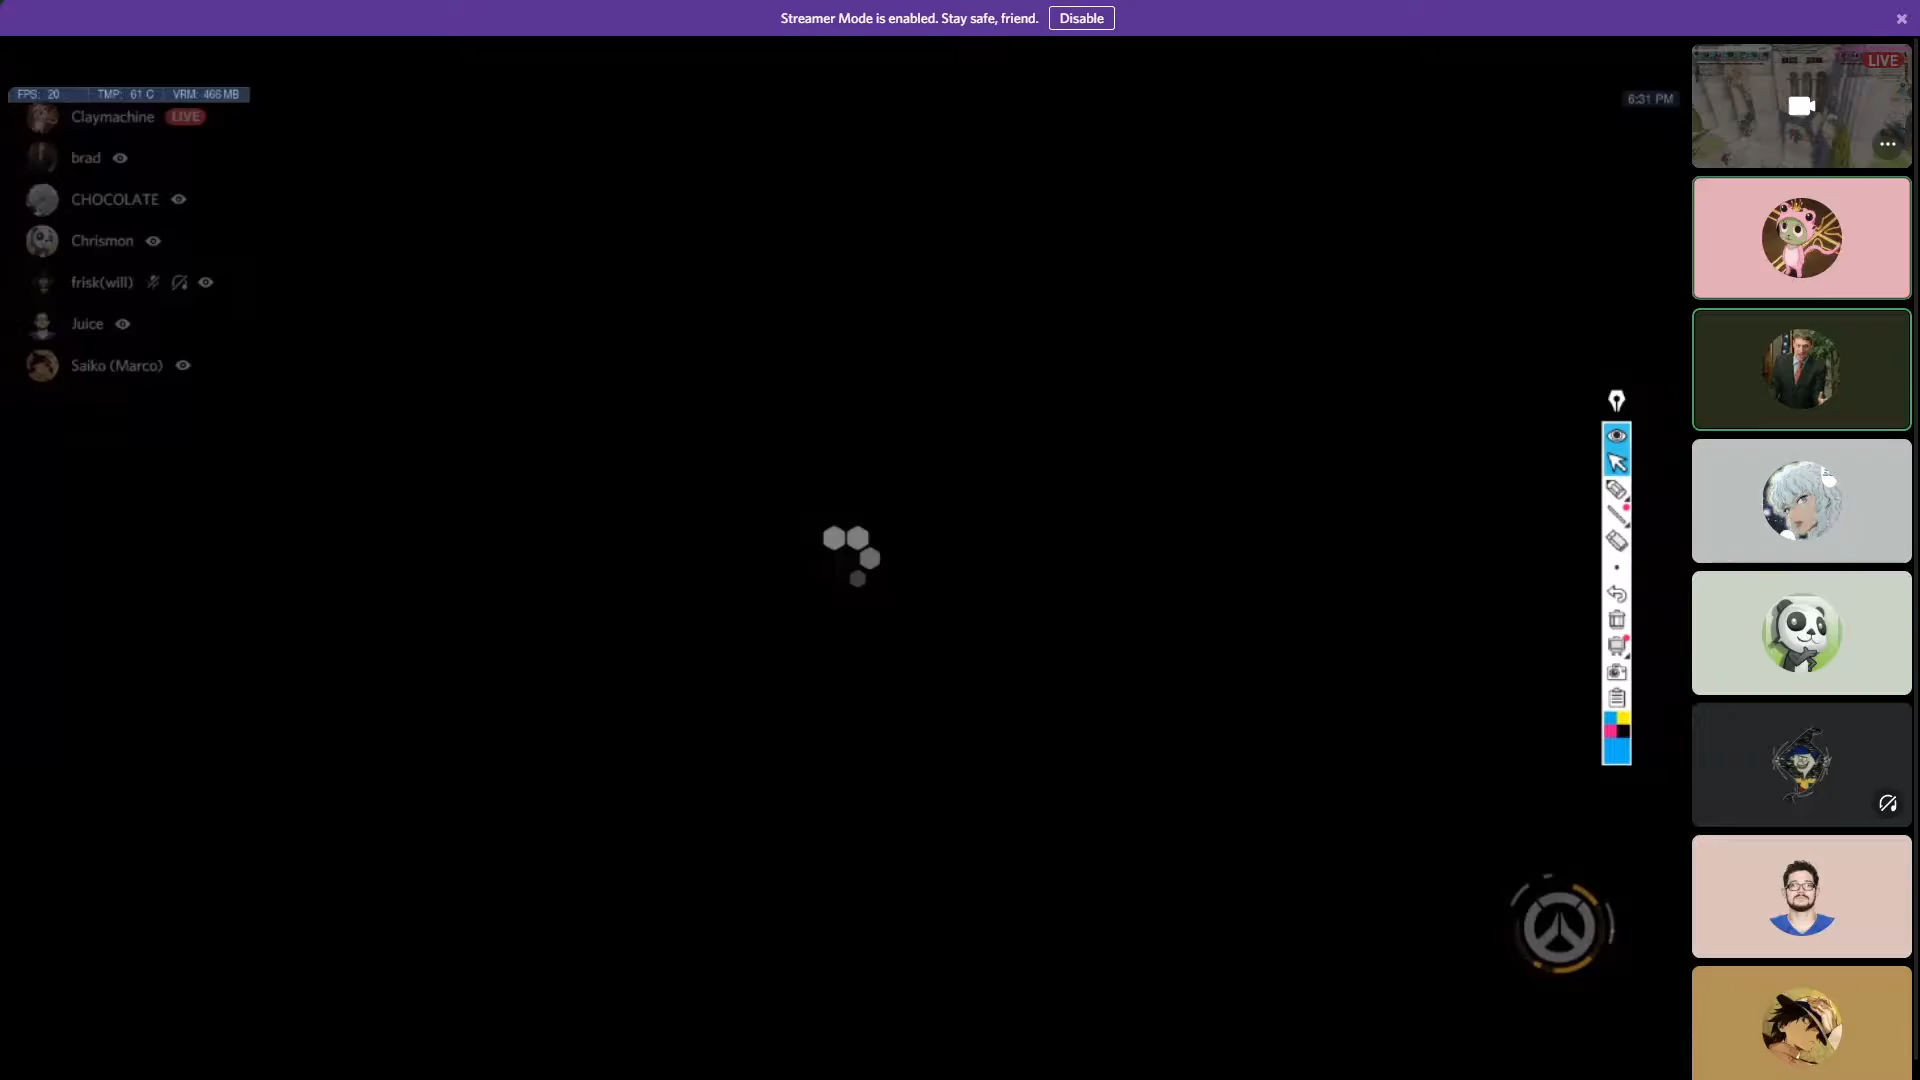 Streamer Mode is enabled. Stay safe, friend. Disable
FPS: 20 TMP: 61 C VRM: 466 MB
6:31 PM
LIVE
Claymachine LIVE
brad
CHOCOLATE
Chrismon
frisk(will)
Juice
Saiko (Marco)